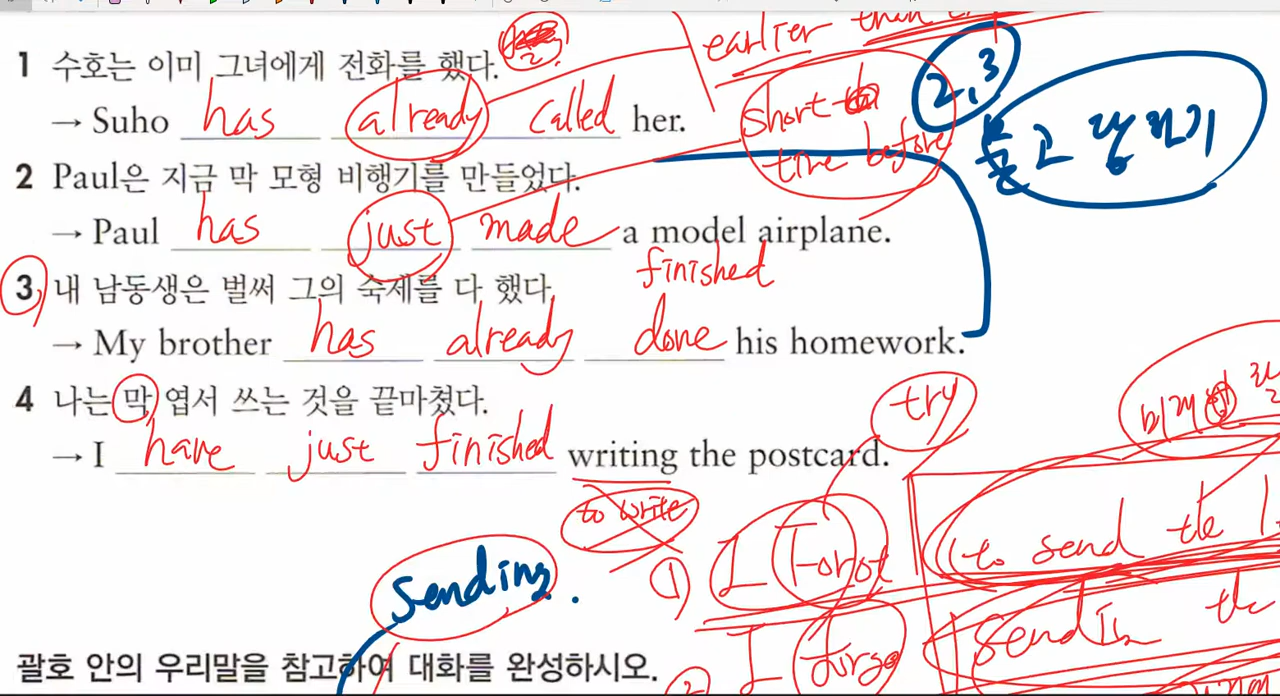 earlier than
1 수호는 이미 그녀에게 전화를 했다. 2
→ Suho has already called her.
short
time before
2, 3
묻고 답하기
2 Paul은 지금 막 모형 비행기를 만들었다.
→ Paul has just made a model airplane.
3 내 남동생은 벌써 그의 숙제를 다 했다.
finished
→ My brother has already done his homework.
4 나는 막 엽서 쓰는 것을 끝마쳤다.
try
→ I have just finished writing the postcard.
to write
1) I Forgot to send the
Sending.
2) I the
괄호 안의 우리말을 참고하여 대화를 완성하시오.